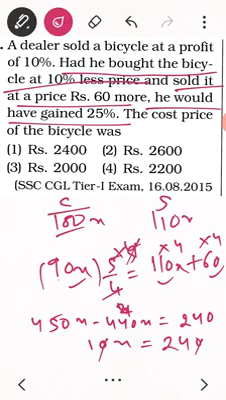 . A dealer sold a bicycle at a profit
of 10%. Had he bought the bicy-
cle at 10% less price and sold it
at a price Rs. 60 more, he would
have gained 25%. The cost price
of the bicycle was
(1) Rs. 2400 (2) Rs. 2600
(3) Rs. 2000 (4) Rs. 2200
(SSC CGL Tier-I Exam, 16.08.2015
C S
100x 110x
(90x) 5/4 = 110x+60
x4 x4 x4
450x - 440x = 240
10x = 240